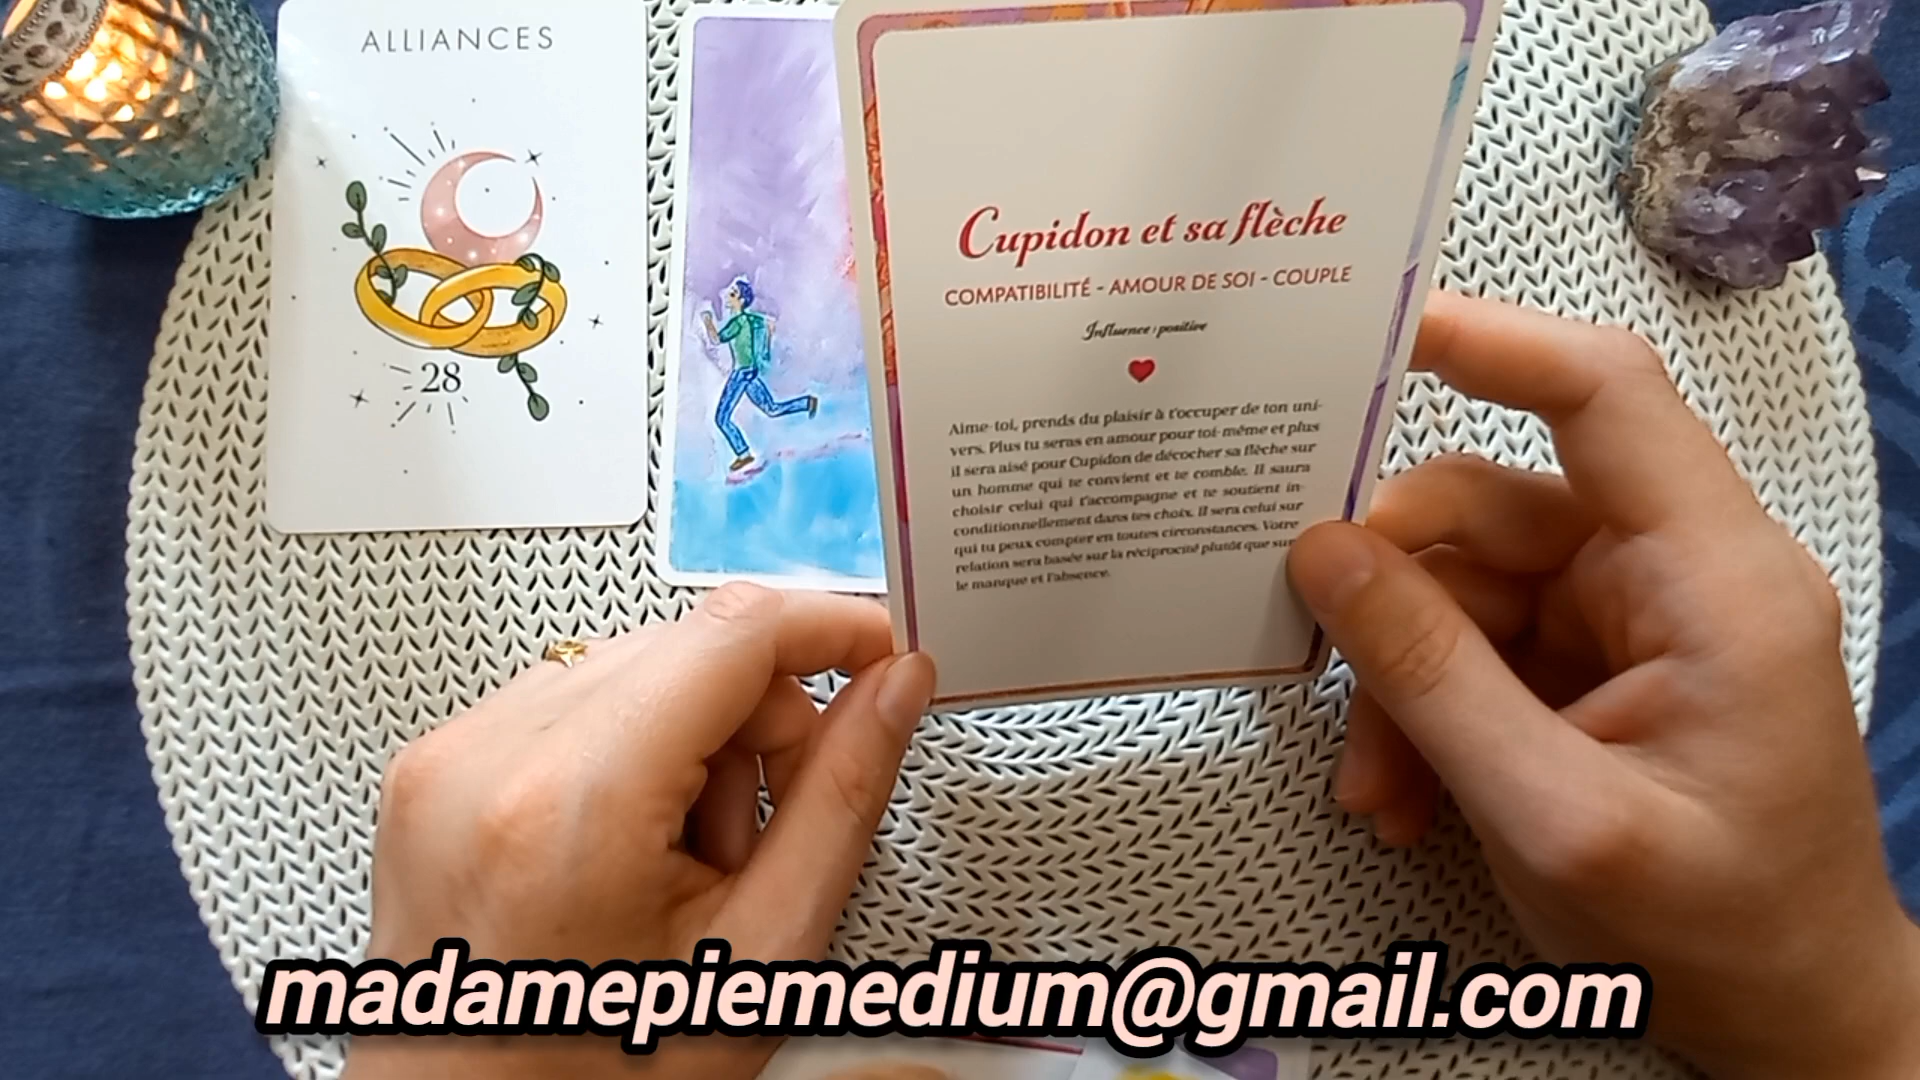 ALLIANCES
28
Cupidon et sa flèche
COMPATIBILITÉ - AMOUR DE SOI - COUPLE
Influence : positive
Aime-toi, prends du plaisir à t'occuper de ton uni-
vers. Plus tu seras en amour pour toi-même et plus
il sera aisé pour Cupidon de décocher sa flèche sur
un homme qui te convient et te comble. Il saura
choisir celui qui t'accompagne et te soutient in-
conditionnellement dans tes choix. Il sera celui sur
qui tu peux compter en toutes circonstances. Votre
relation sera basée sur la réciprocité plutôt que sur
le manque et l'absence.
madamepiemedium@gmail.com